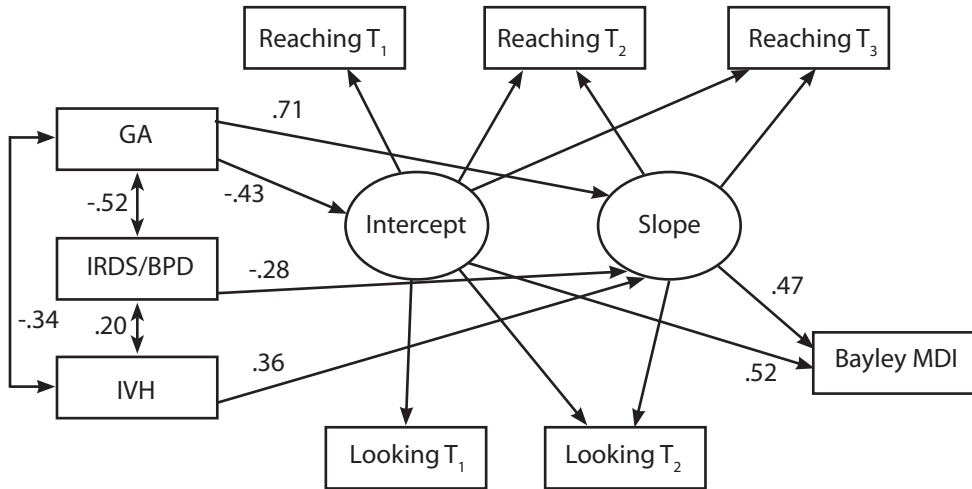 Reaching T1
Reaching T2
Reaching T3
GA
.71
-.43
-.52
Intercept
Slope
IRDS/BPD
-.28
.47
-.34
.20
IVH
.36
.52
Bayley MDI
Looking T1
Looking T2